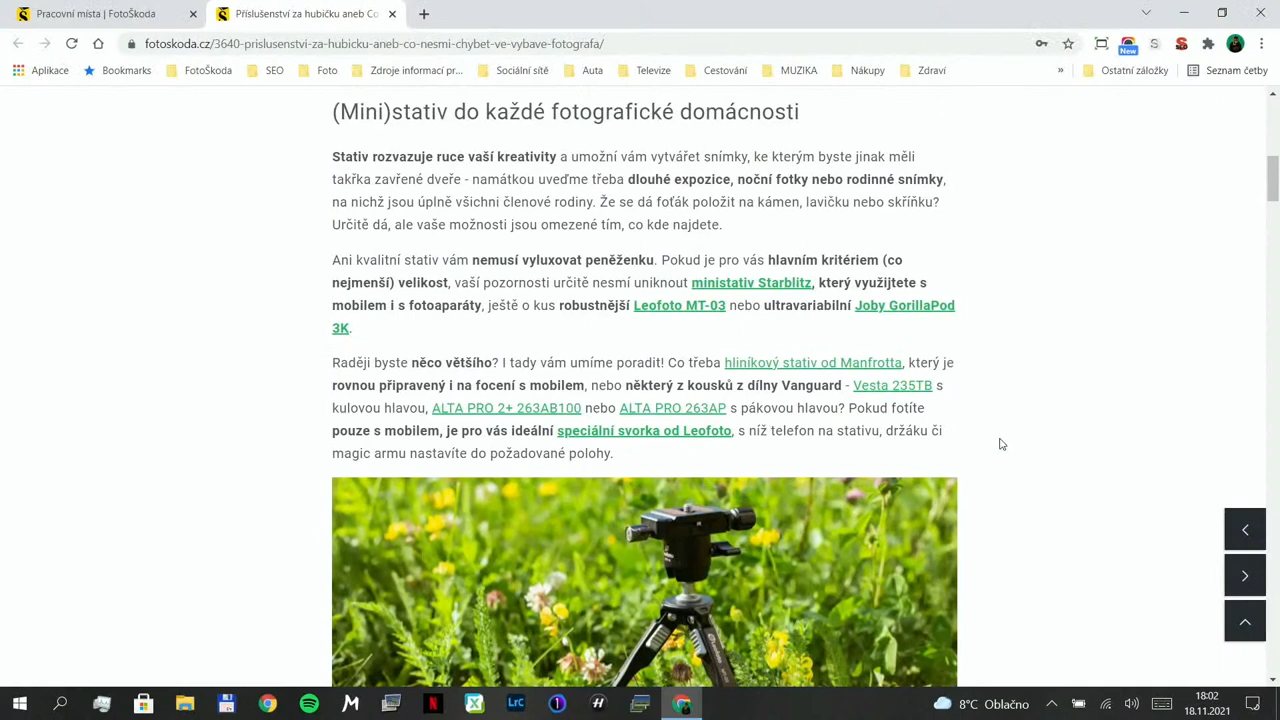 Pracovní místa | FotoŠkoda
Příslušenství za hubičku aneb Co
fotoskoda.cz/3640-prislusenstvi-za-hubicku-aneb-co-nesmi-chybet-ve-vybave-fotografa/
New
Aplikace
Bookmarks
FotoŠkoda
SEO
Foto
Zdroje informací pr...
Sociální sítě
Auta
Televize
Cestování
MUZIKA
Nákupy
Zdraví
»
Ostatní záložky
Seznam četby
(Mini)stativ do každé fotografické domácnosti
Stativ rozvazuje ruce vaší kreativity a umožní vám vytvářet snímky, ke kterým byste jinak měli
takřka zavřené dveře - namátkou uveďme třeba dlouhé expozice, noční fotky nebo rodinné snímky,
na nichž jsou úplně všichni členové rodiny. Že se dá foťák položit na kámen, lavičku nebo skříňku?
Určitě dá, ale vaše možnosti jsou omezené tím, co kde najdete.
Ani kvalitní stativ vám nemusí vyluxovat peněženku. Pokud je pro vás hlavním kritériem (co
nejmenší) velikost, vaší pozornosti určitě nesmí uniknout ministativ Starblitz, který využijtete s
mobilem i s fotoaparáty, ještě o kus robustnější Leofoto MT-03 nebo ultravariabilní Joby GorillaPod
3K.
Raději byste něco většího? I tady vám umíme poradit! Co třeba hliníkový stativ od Manfrotta, který je
rovnou připravený i na focení s mobilem, nebo některý z kousků z dílny Vanguard - Vesta 235TB s
kulovou hlavou, ALTA PRO 2+ 263AB100 nebo ALTA PRO 263AP s pákovou hlavou? Pokud fotíte
pouze s mobilem, je pro vás ideální speciální svorka od Leofoto, s níž telefon na stativu, držáku či
magic armu nastavíte do požadované polohy.
8°C Oblačno
18:02
18.11.2021